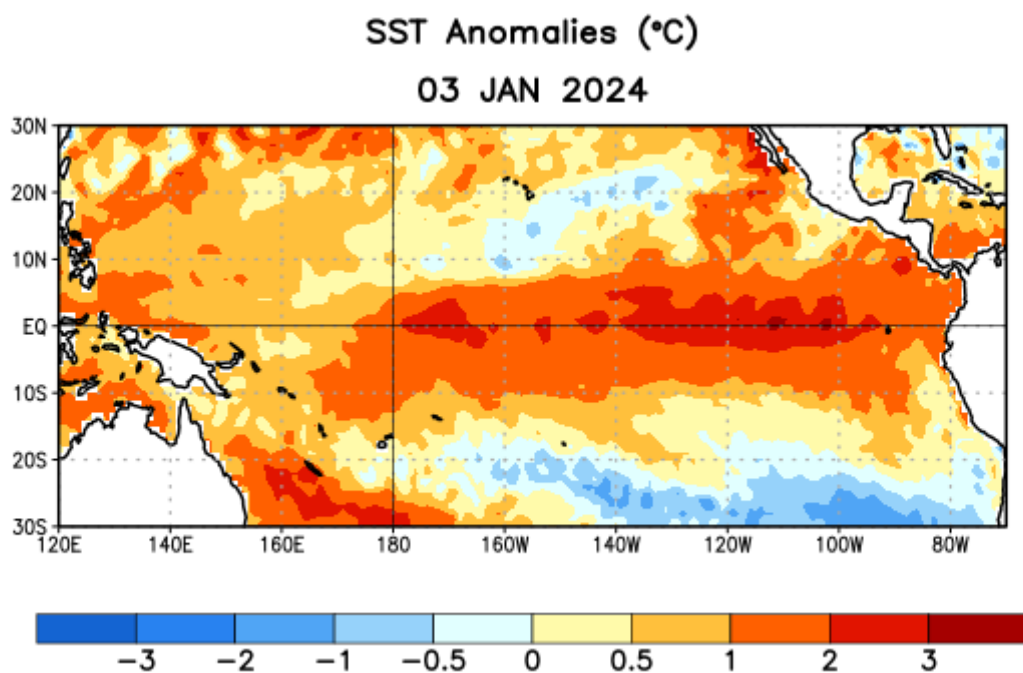 SST Anomalies (°C)
03 JAN 2024
30N
20N
10N
EQ
10S
20S
30S
120E 140E 160E 180 160W 140W 120W 100W 80W
−3 −2 −1 −0.5 0 0.5 1 2 3